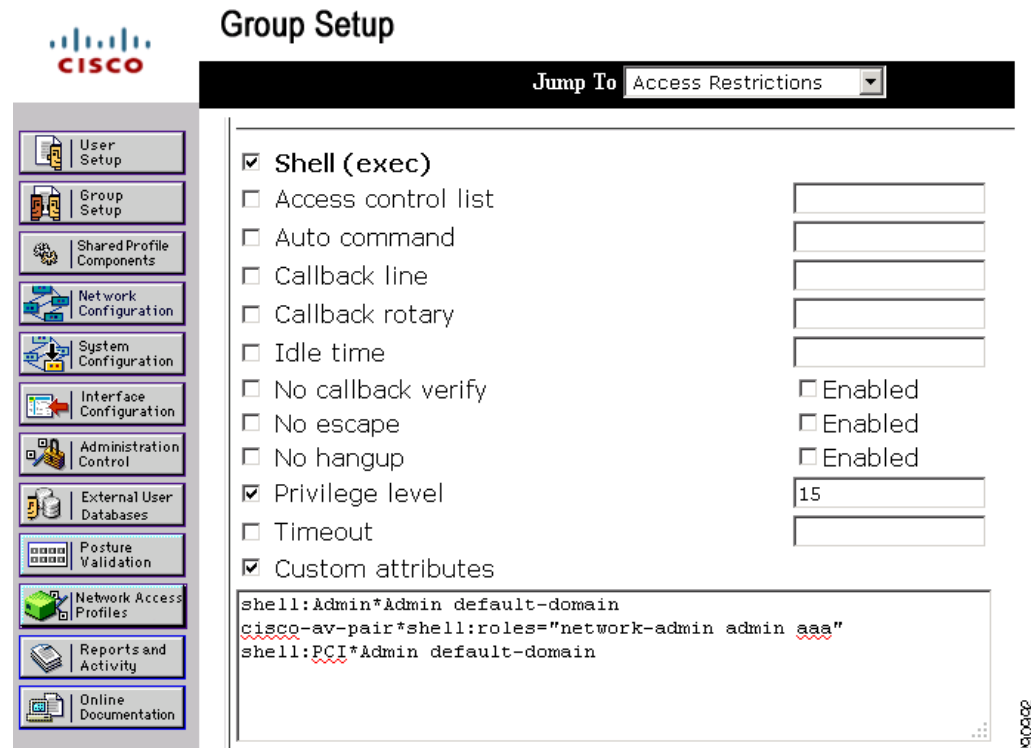 Group Setup
CISCO
Jump To Access Restrictions
User
Setup
Group
Setup
Shared Profile
Components
Network
Configuration
System
Configuration
Interface
Configuration
Administration
Control
External User
Databases
Posture
Validation
Network Access
Profiles
Reports and
Activity
Online
Documentation
Shell (exec)
Access control list
Auto command
Callback line
Callback rotary
Idle time
No callback verify Enabled
No escape Enabled
No hangup Enabled
Privilege level 15
Timeout
Custom attributes
shell:Admin*Admin default-domain
cisco-av-pair*shell:roles="network-admin admin aaa"
shell:PCI*Admin default-domain